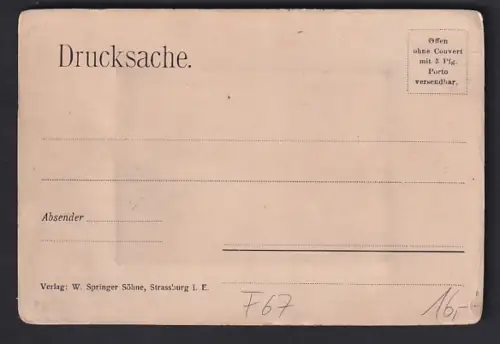 Drucksache.
Offen
ohne Couvert
mit 3 Pfg.
Porto
versendbar.
Absender
Verlag: W. Springer Söhne, Strassburg i. E.
F67
16,-